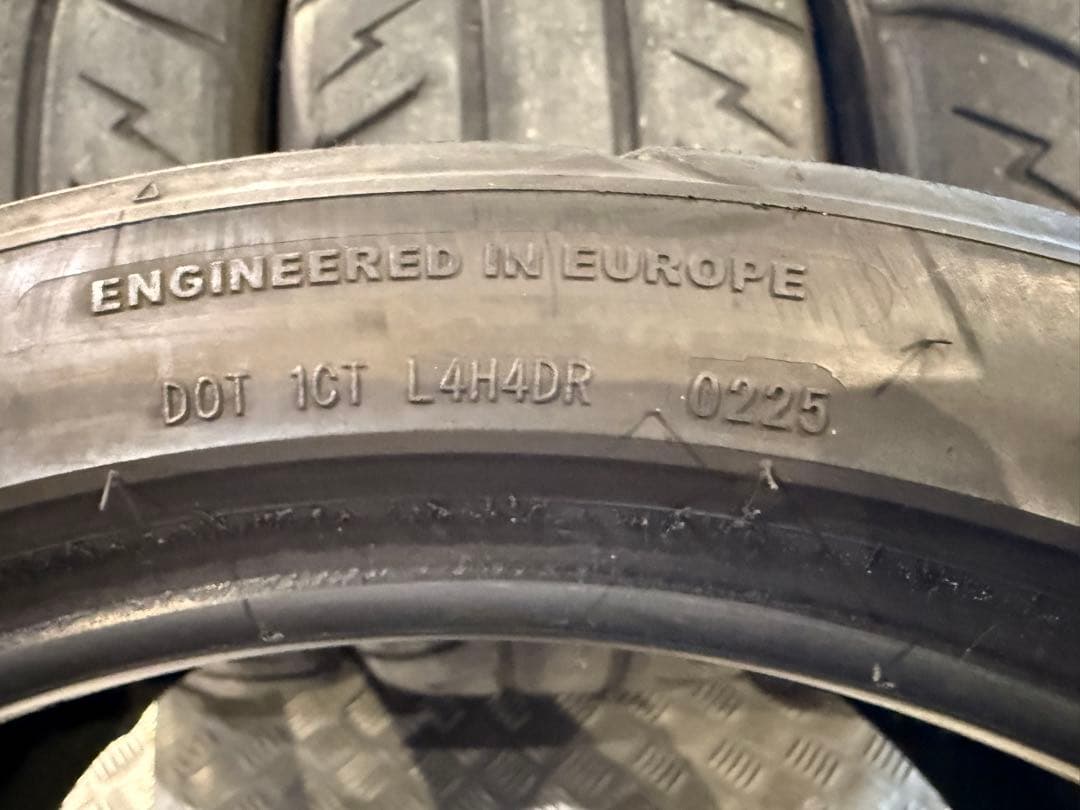 ENGINEERED IN EUROPE
DOT 1CT L4H4DR 0225